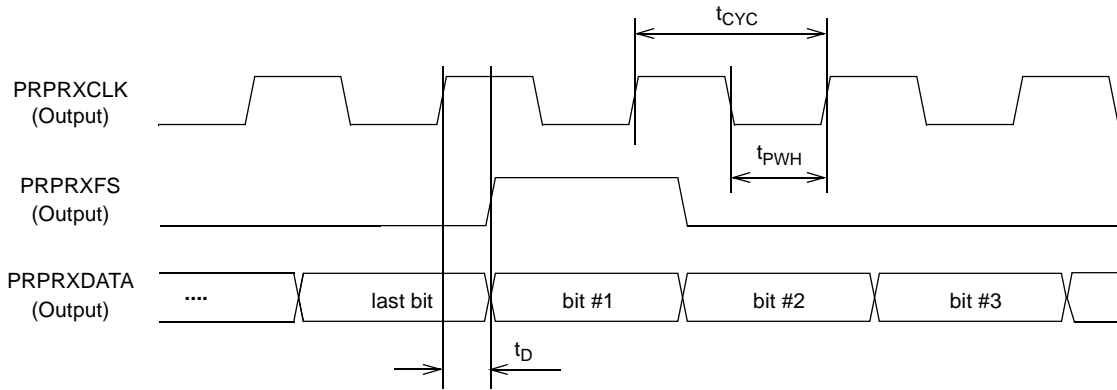 tCYC
PRPRXCLK
(Output)
tPWH
PRPRXFS
(Output)
PRPRXDATA
(Output)
....
last bit
bit #1
bit #2
bit #3
tD